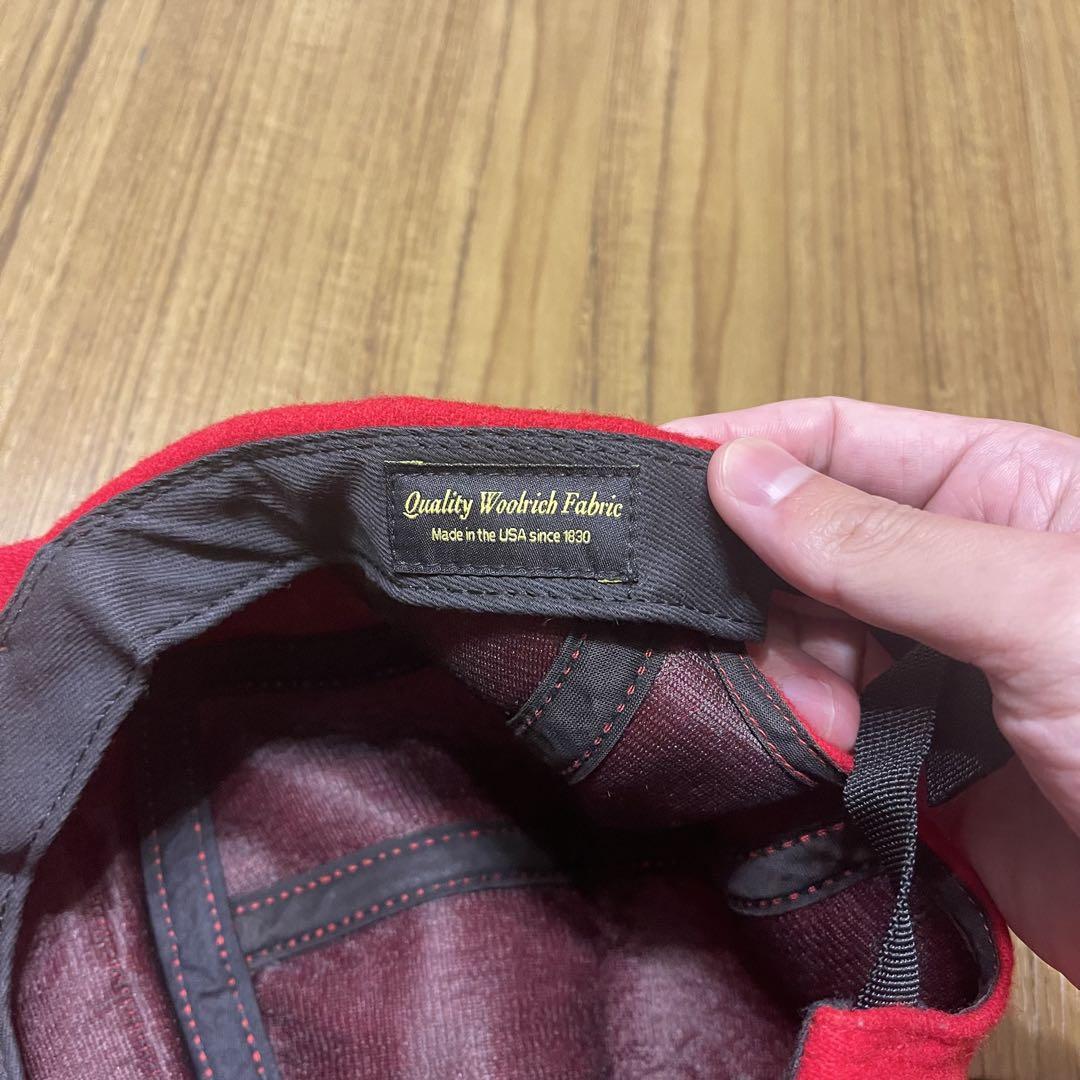 Quality Woolrich Fabric
Made in the USA since 1830